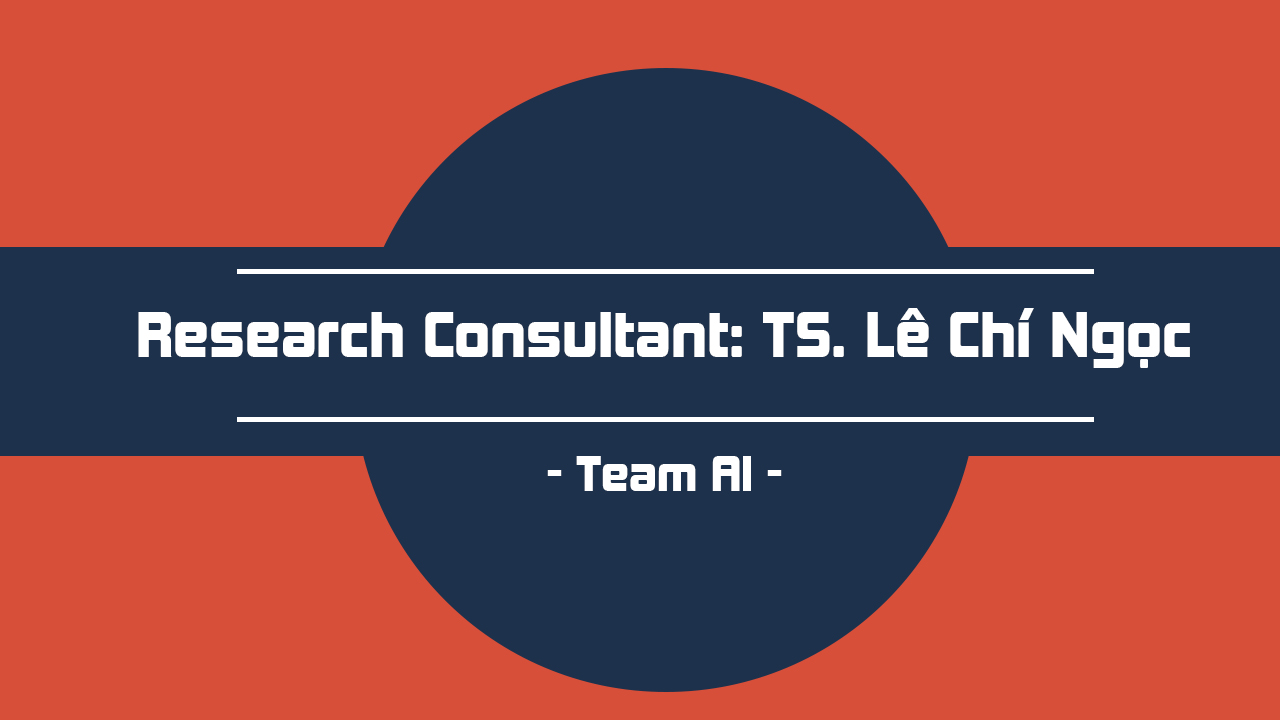 Research Consultant: TS. Lê Chí Ngọc
- Team AI -